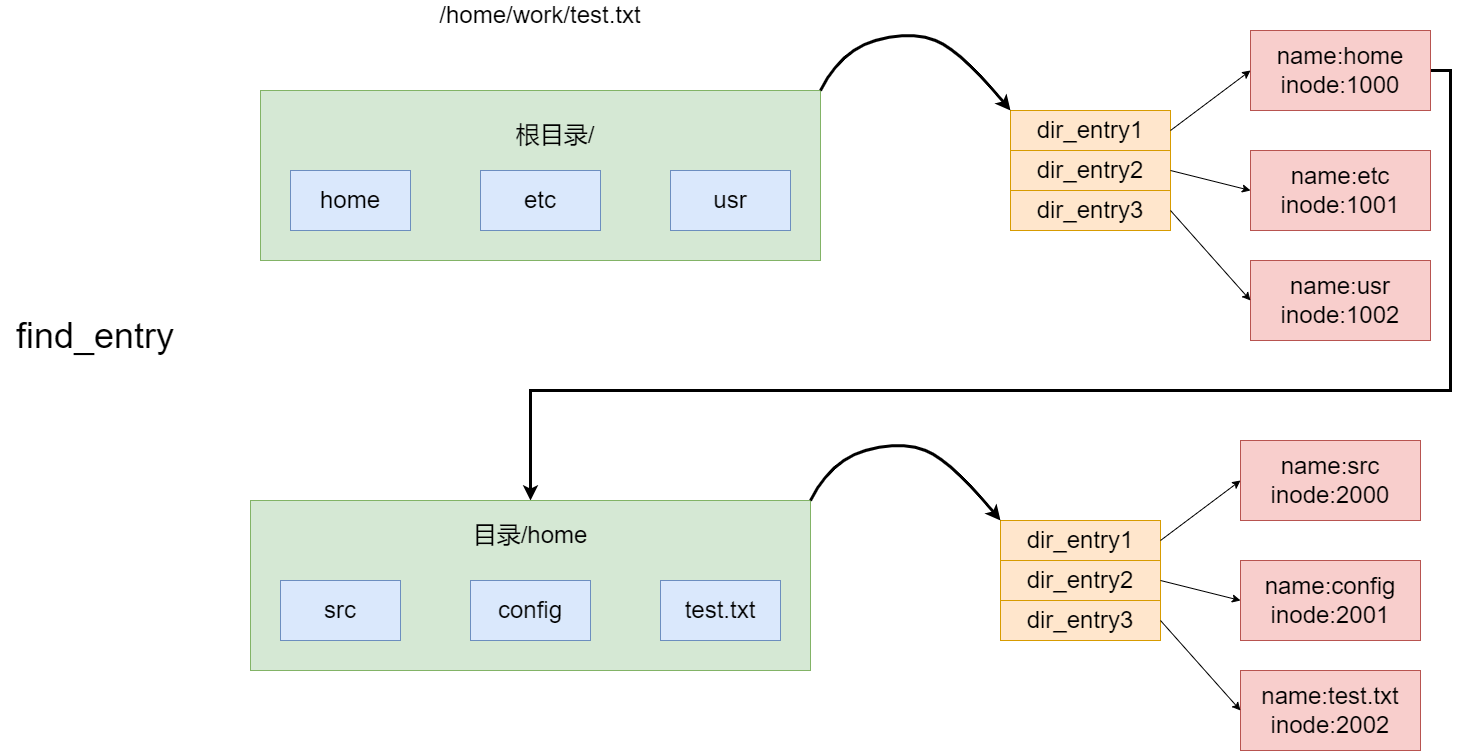 /home/work/test.txt
根目录/
home
etc
usr
dir_entry1
dir_entry2
dir_entry3
name:home
inode:1000
name:etc
inode:1001
name:usr
inode:1002
find_entry
目录/home
src
config
test.txt
dir_entry1
dir_entry2
dir_entry3
name:src
inode:2000
name:config
inode:2001
name:test.txt
inode:2002